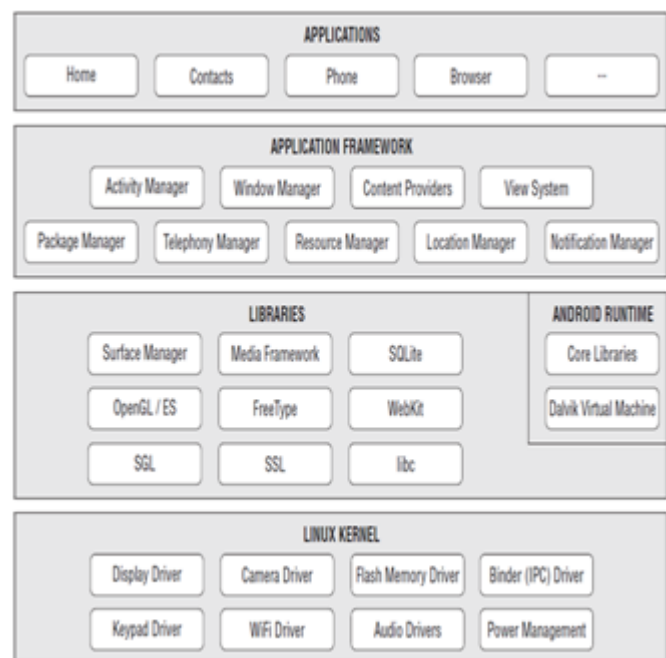 APPLICATIONS
Home Contacts Phone Browser ...
APPLICATION FRAMEWORK
Activity Manager Window Manager Content Providers View System
Package Manager Telephony Manager Resource Manager Location Manager Notification Manager
LIBRARIES ANDROID RUNTIME
Surface Manager Media Framework SQLite Core Libraries
OpenGL / ES FreeType WebKit Dalvik Virtual Machine
SGL SSL libc
LINUX KERNEL
Display Driver Camera Driver Flash Memory Driver Binder (IPC) Driver
Keypad Driver WiFi Driver Audio Drivers Power Management